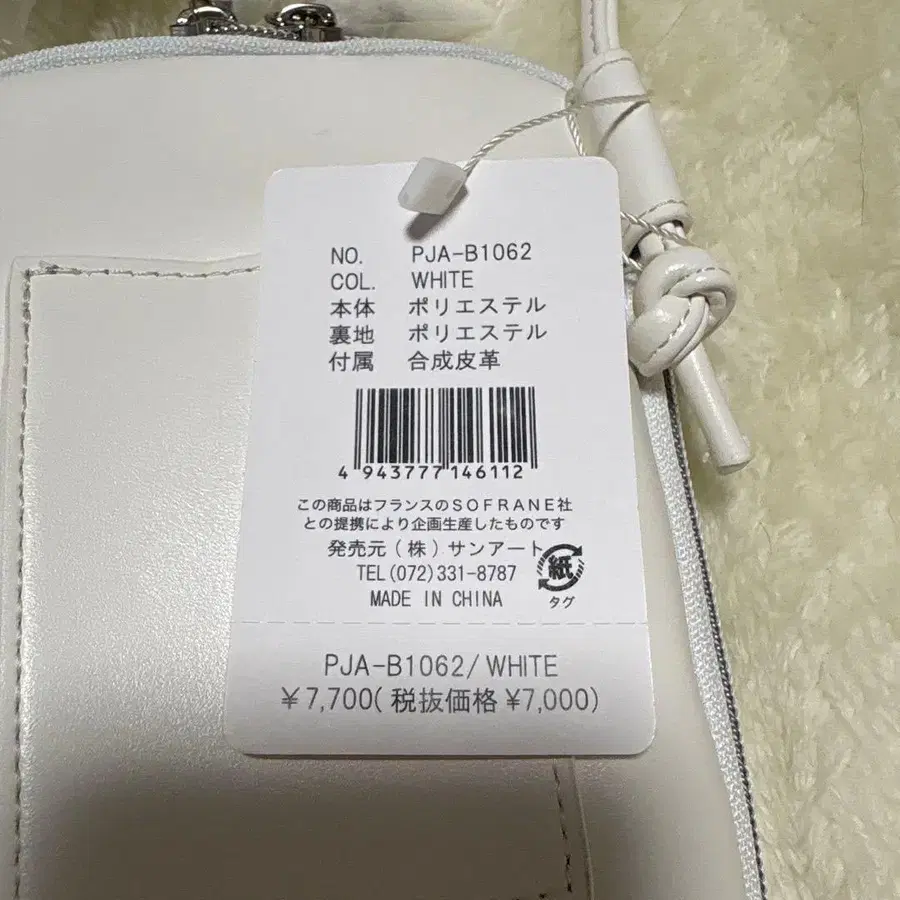 NO. PJA-B1062
COL. WHITE
本体 ポリエステル
裏地 ポリエステル
付属 合成皮革
4 943777 146112
この商品はフランスのSOFRANE社
との提携により企画生産したものです
発売元(株)サンアート
TEL(072)331-8787
MADE IN CHINA
紙
タグ
PJA-B1062/WHITE
¥7,700(税抜価格 ¥7,000)